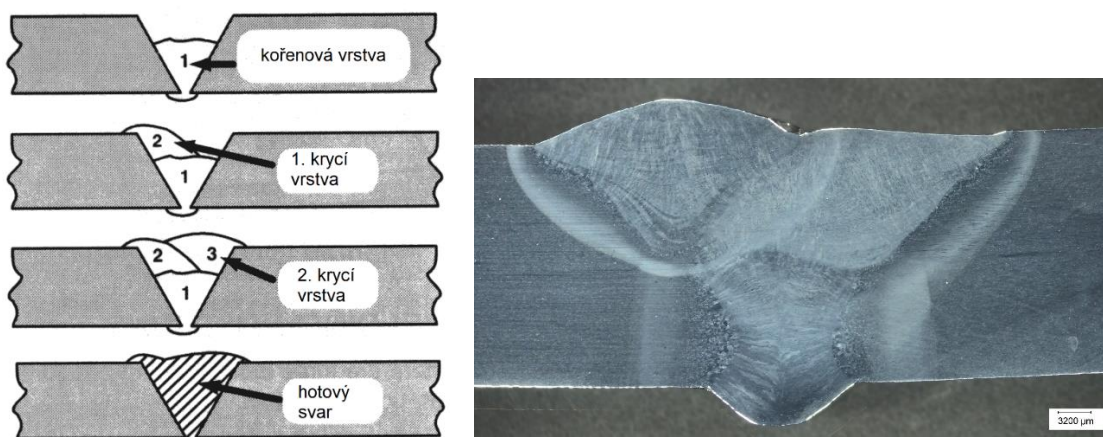 1
kořenová vrstva
2
1
1. krycí
vrstva
2
3
1
2. krycí
vrstva
hotový
svar
3200 µm